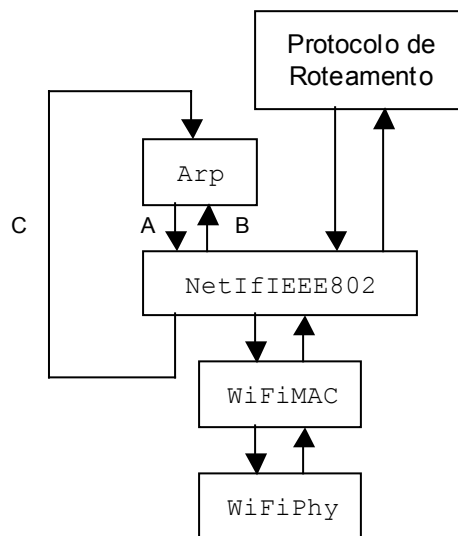 Protocolo de
Roteamento
Arp
C
A
B
NetIfIEEE802
WiFiMAC
WiFiPhy